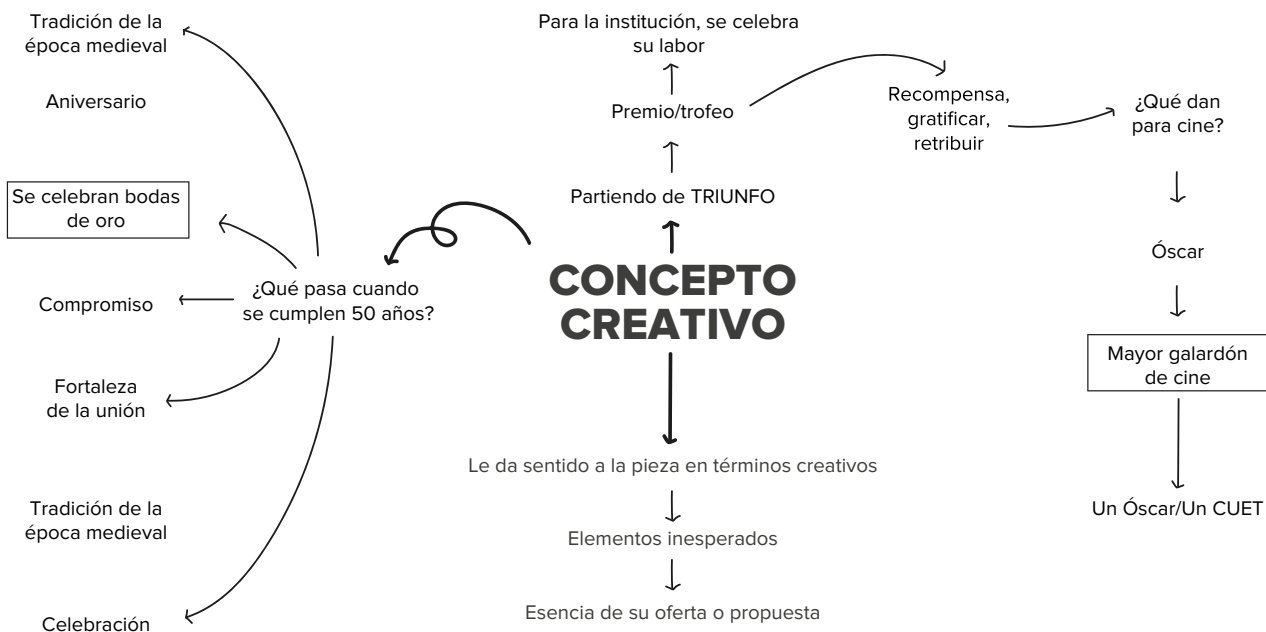 Tradición de la
época medieval
Aniversario
Se celebran bodas
de oro
Compromiso
Fortaleza
de la unión
Tradición de la
época medieval
Celebración
¿Qué pasa cuando
se cumplen 50 años?
Para la institución, se celebra
su labor
Premio/trofeo
Partiendo de TRIUNFO
CONCEPTO
CREATIVO
Le da sentido a la pieza en términos creativos
Elementos inesperados
Esencia de su oferta o propuesta
Recompensa,
gratificar,
retribuir
¿Qué dan
para cine?
Óscar
Mayor galardón
de cine
Un Óscar/Un CUET